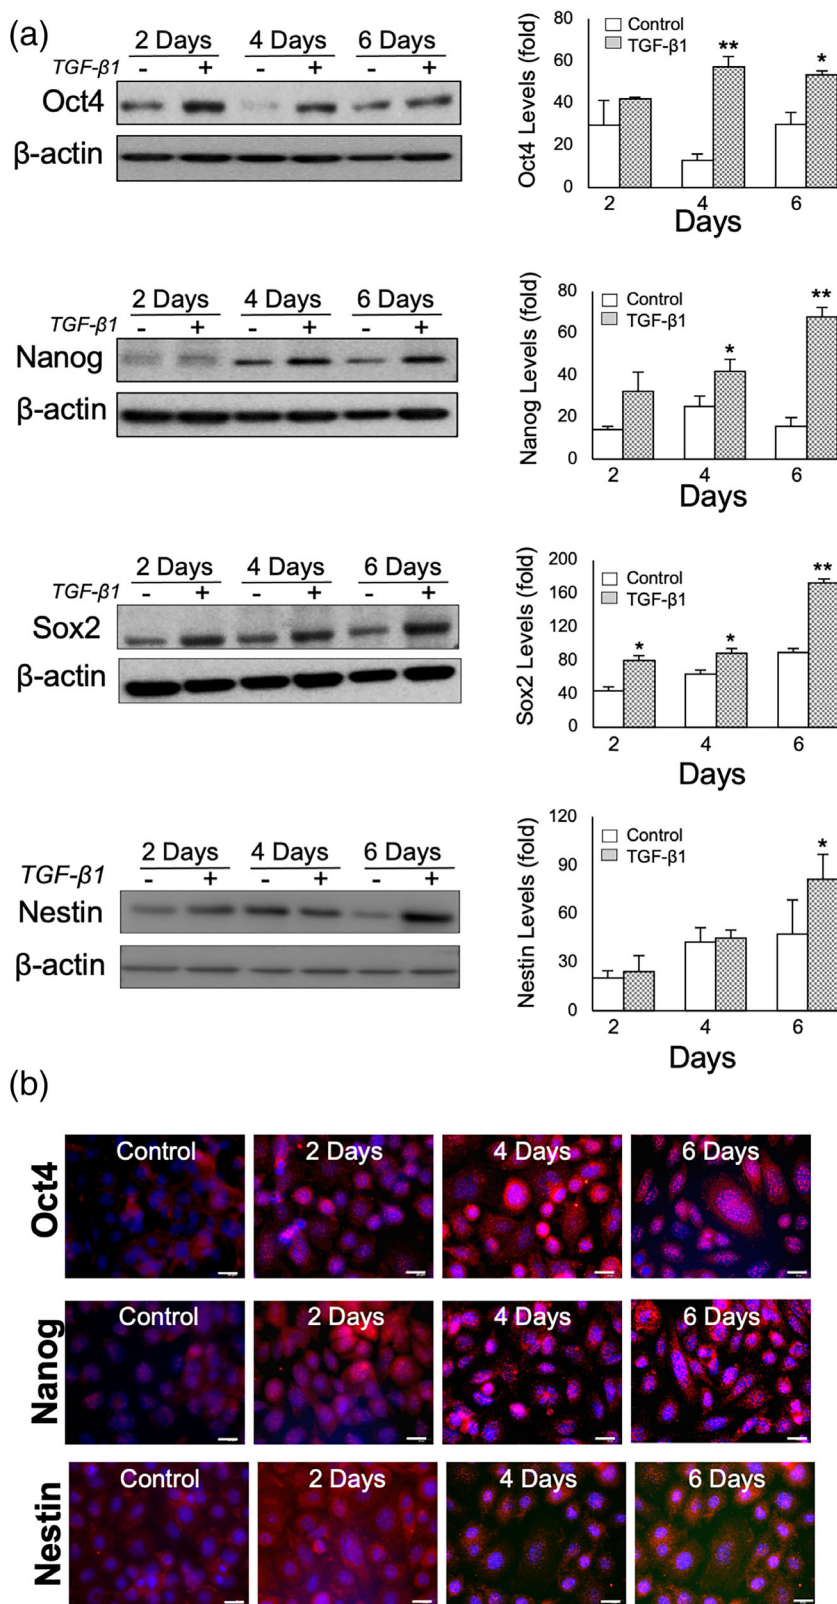 (a)
2 Days 4 Days 6 Days
TGF-β1 - + - + - +
Oct4
β-actin
Oct4 Levels (fold)
80
60
40
20
0
Control
TGF-β1
**
*
2 4 6
Days
2 Days 4 Days 6 Days
TGF-β1 - + - + - +
Nanog
β-actin
Nanog Levels (fold)
80
60
40
20
0
Control
TGF-β1
*
**
2 4 6
Days
2 Days 4 Days 6 Days
TGF-β1 - + - + - +
Sox2
β-actin
Sox2 Levels (fold)
200
160
120
80
40
0
Control
TGF-β1
*
*
**
2 4 6
Days
2 Days 4 Days 6 Days
TGF-β1 - + - + - +
Nestin
β-actin
Nestin Levels (fold)
120
90
60
30
0
Control
TGF-β1
*
2 4 6
Days
(b)
Oct4
Control 2 Days 4 Days 6 Days
Nanog
Control 2 Days 4 Days 6 Days
Nestin
Control 2 Days 4 Days 6 Days